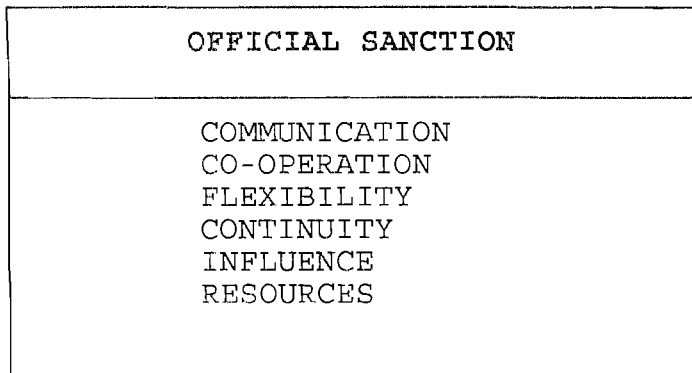 OFFICIAL SANCTION
COMMUNICATION
CO-OPERATION
FLEXIBILITY
CONTINUITY
INFLUENCE
RESOURCES